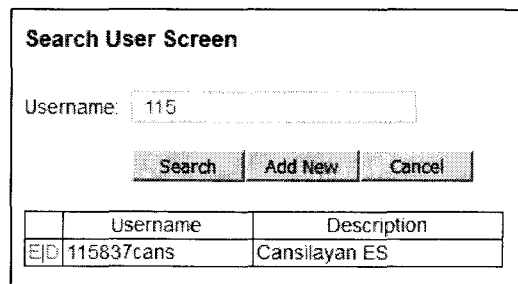 Search User Screen
Username: 115
Search Add New Cancel
Username Description
E|D 115837cans Cansilayan ES